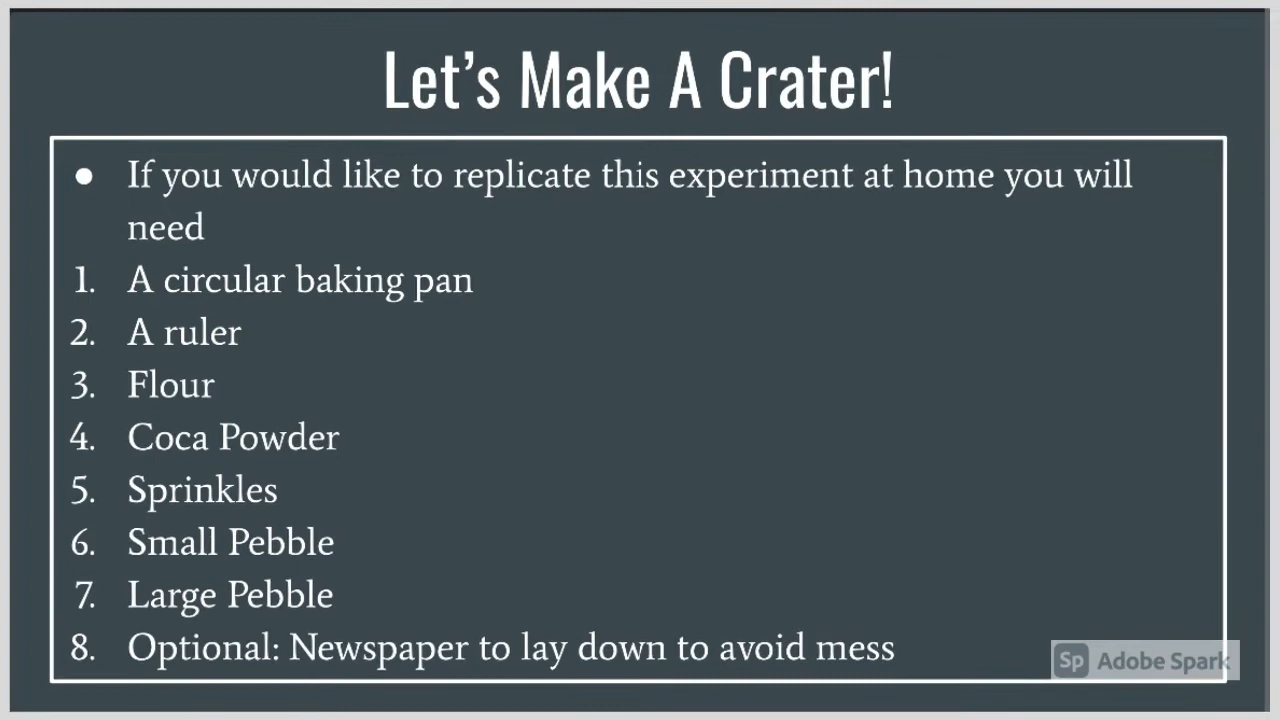 Let's Make A Crater!
● If you would like to replicate this experiment at home you will
need
1. A circular baking pan
2. A ruler
3. Flour
4. Coca Powder
5. Sprinkles
6. Small Pebble
7. Large Pebble
8. Optional: Newspaper to lay down to avoid mess
Sp Adobe Spark